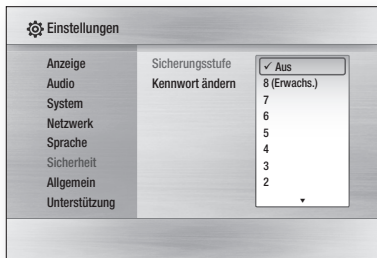 Einstellungen
Anzeige
Audio
System
Netzwerk
Sprache
Sicherheit
Allgemein
Unterstützung
Sicherungsstufe
Kennwort ändern
✓ Aus
8 (Erwachs.)
7
6
5
4
3
2